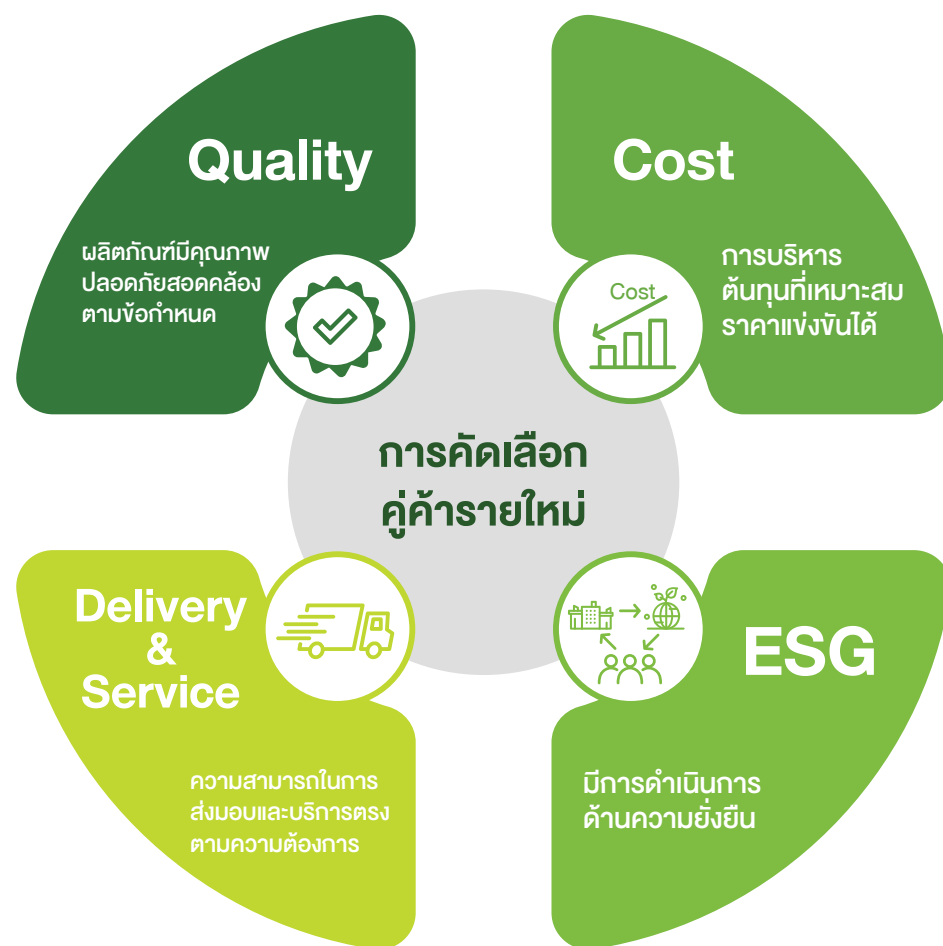 Quality
ผลิตภัณฑ์มีคุณภาพ
ปลอดภัยสอดคล้อง
ตามข้อกำหนด
Cost
การบริหาร
ต้นทุนที่เหมาะสม
ราคาแข่งขันได้
Cost
การคัดเลือก
คู่ค้ารายใหม่
Delivery
&
Service
ความสามารถในการ
ส่งมอบและบริการตรง
ตามความต้องการ
ESG
มีการดำเนินการ
ด้านความยั่งยืน